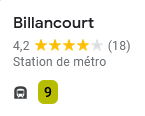 Billancourt
4,2 (18)
Station de métro
9